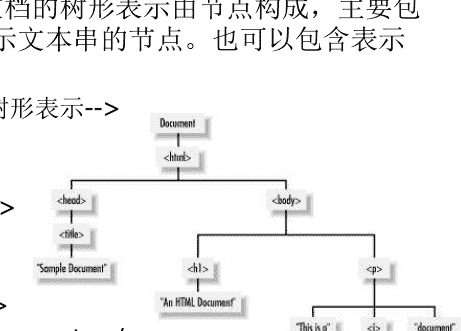 档的树形表示由节点构成，主要包
示文本串的节点。也可以包含表示
树形表示-->
Document
<html>
<head>
<body>
>
<title>
"Sample Document"
<h1>
<p>
>
"An HTML Document"
"This is a"
<i>
"document"